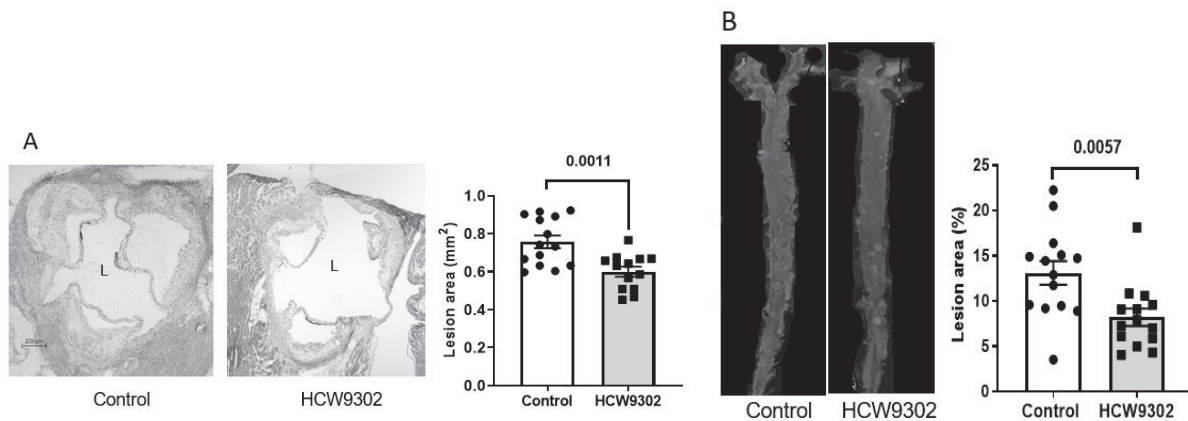 A
L
200µm
Control
L
HCW9302
0.0011
Lesion area (mm²)
1.0
0.8
0.6
0.4
0.2
0.0
Control
HCW9302
B
Control
HCW9302
0.0057
Lesion area (%)
25
20
15
10
5
0
Control
HCW9302